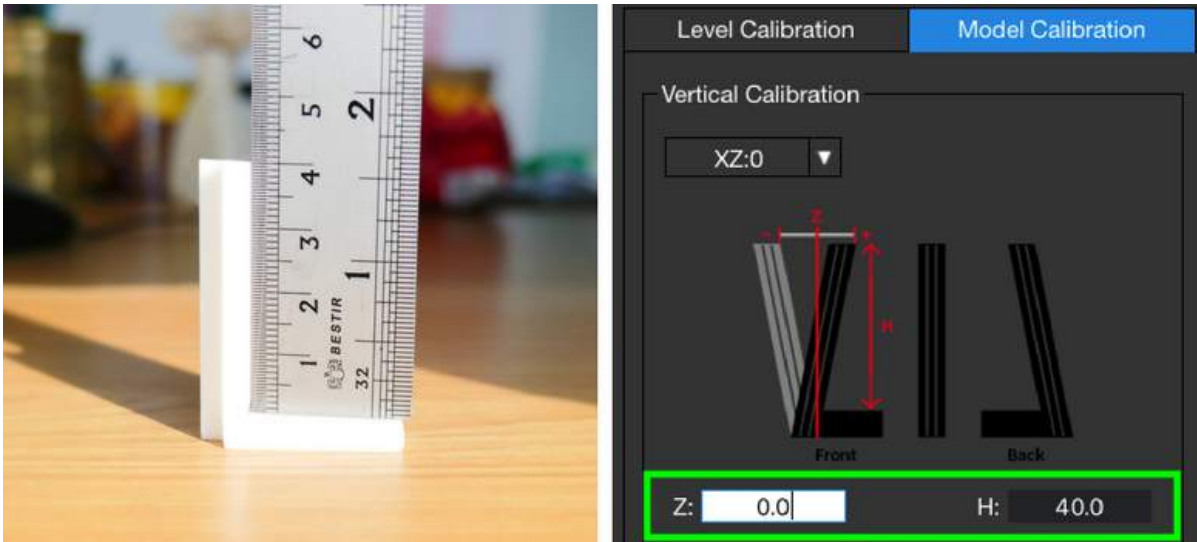 6
5
2
4
3
1
2
BESTIR
1
32
Level Calibration
Model Calibration
Vertical Calibration
XZ:0
Z
- +
H
Front
Back
Z: 0.0
H: 40.0